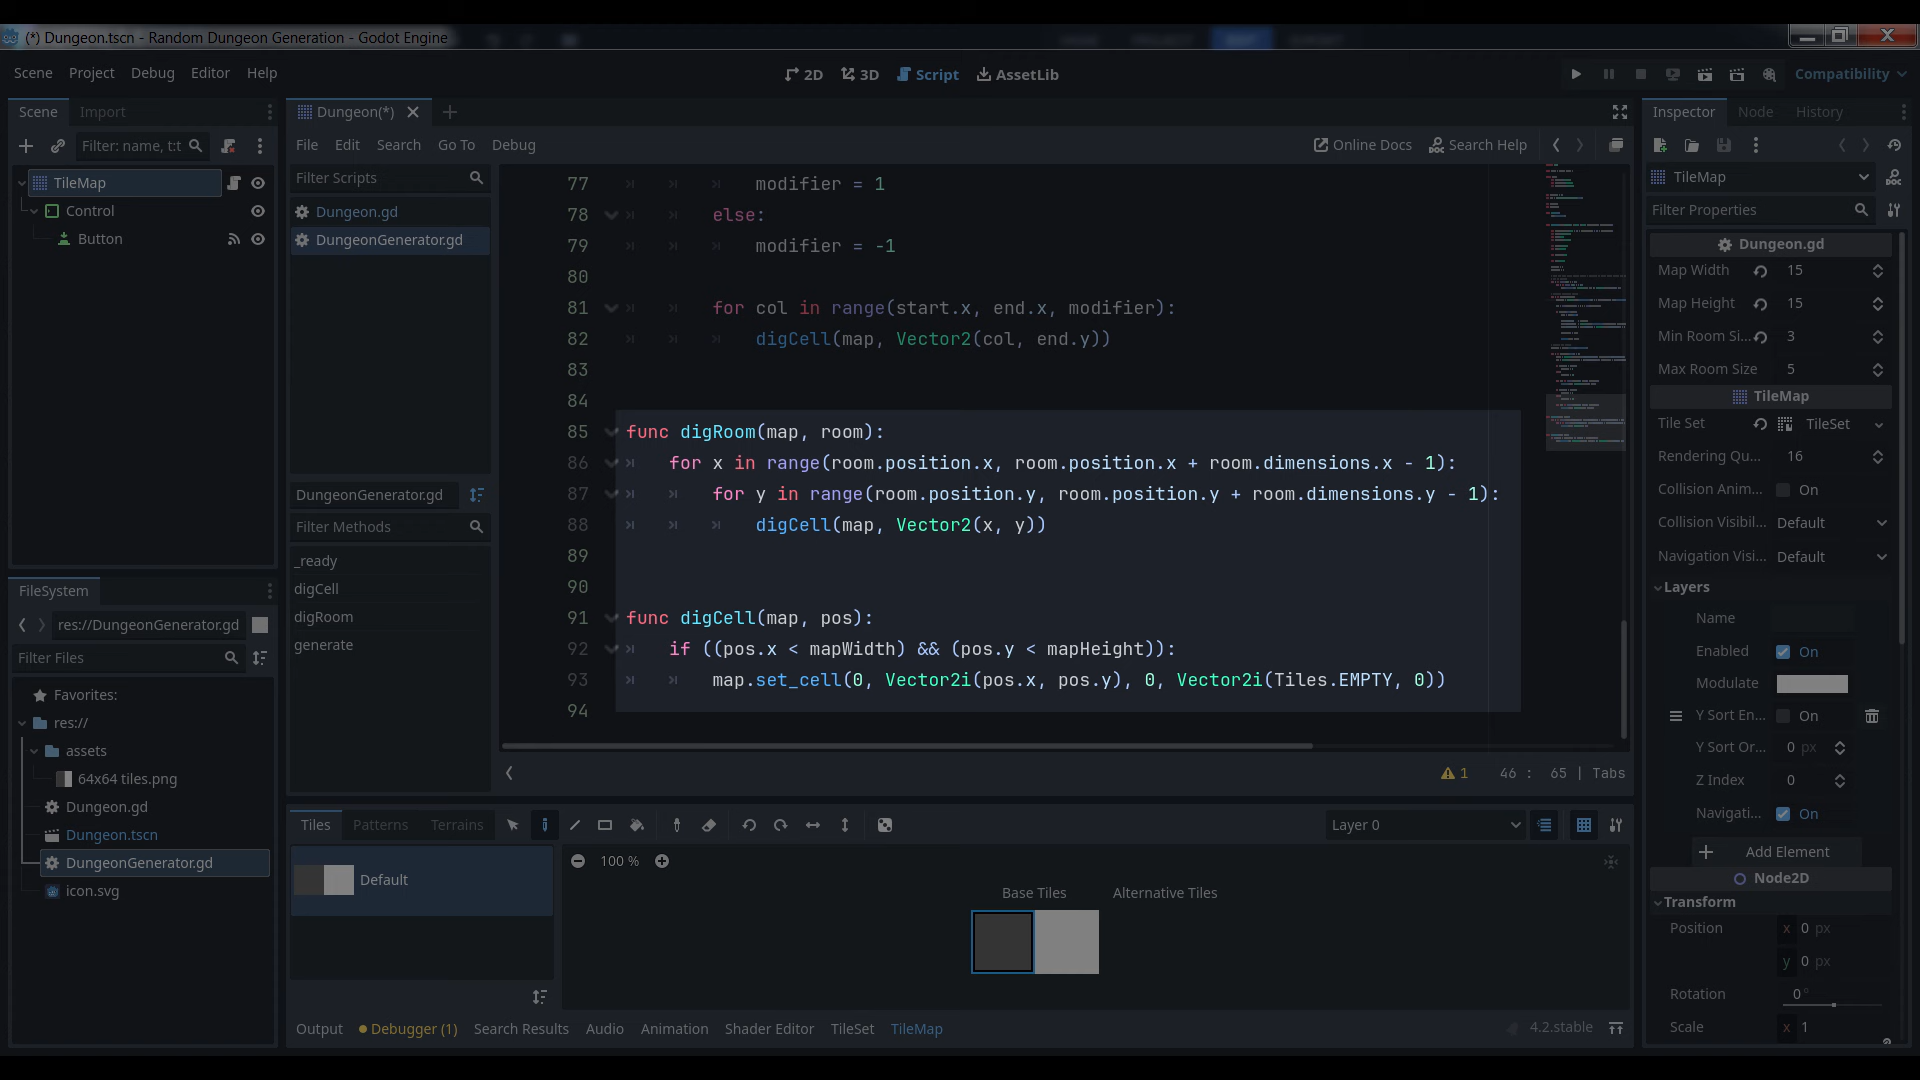 (*) Dungeon.tscn - Random Dungeon Generation - Godot Engine
Scene Project Debug Editor Help
2D 3D Script AssetLib
Compatibility
Scene Import
Filter: name, t:t
TileMap
Control
Button
FileSystem
res://DungeonGenerator.gd
Filter Files
Favorites:
res://
assets
64x64 tiles.png
Dungeon.gd
Dungeon.tscn
DungeonGenerator.gd
icon.svg
Dungeon(*)
File Edit Search Go To Debug
Online Docs Search Help
Filter Scripts
Dungeon.gd
DungeonGenerator.gd
DungeonGenerator.gd
Filter Methods
_ready
digCell
digRoom
generate
77 modifier = 1
78 else:
79 modifier = -1
80
81 for col in range(start.x, end.x, modifier):
82 digCell(map, Vector2(col, end.y))
83
84
85 func digRoom(map, room):
86 for x in range(room.position.x, room.position.x + room.dimensions.x - 1):
87 for y in range(room.position.y, room.position.y + room.dimensions.y - 1):
88 digCell(map, Vector2(x, y))
89
90
91 func digCell(map, pos):
92 if ((pos.x < mapWidth) && (pos.y < mapHeight)):
93 map.set_cell(0, Vector2i(pos.x, pos.y), 0, Vector2i(Tiles.EMPTY, 0))
94
1 46 : 65 | Tabs
Tiles Patterns Terrains
Layer 0
Default
100 %
Base Tiles Alternative Tiles
Output Debugger (1) Search Results Audio Animation Shader Editor TileSet TileMap
4.2.stable
Inspector Node History
TileMap
Filter Properties
Dungeon.gd
Map Width 15
Map Height 15
Min Room Si... 3
Max Room Size 5
TileMap
Tile Set TileSet
Rendering Qu... 16
Collision Anim... On
Collision Visibil... Default
Navigation Visi... Default
Layers
Name
Enabled On
Modulate
Y Sort En... On
Y Sort Or... 0 px
Z Index 0
Navigati... On
Add Element
Node2D
Transform
Position x 0 px
y 0 px
Rotation 0 °
Scale x 1